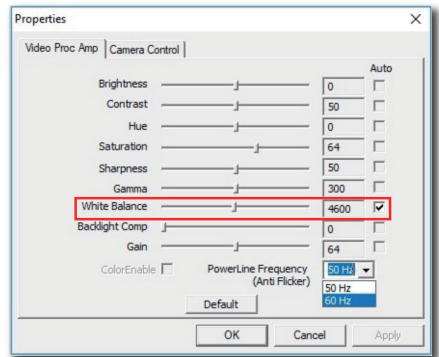 Properties
Video Proc Amp Camera Control
Auto
Brightness 0
Contrast 50
Hue 0
Saturation 64
Sharpness 50
Gamma 300
White Balance 4600
Backlight Comp 0
Gain 64
ColorEnable PowerLine Frequency 50 Hz
(Anti Flicker) 50 Hz
60 Hz
Default
OK Cancel Apply